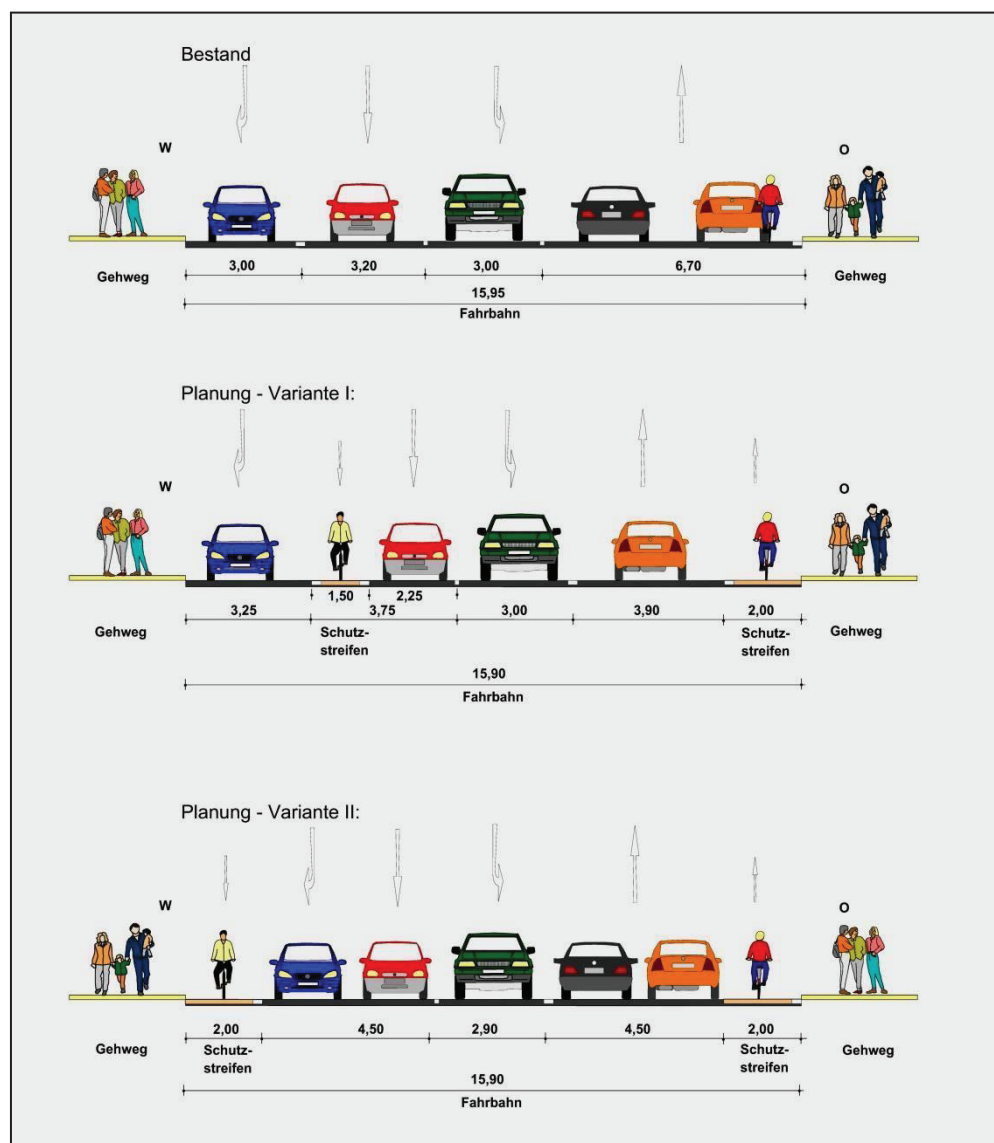 Bestand
W
O
Gehweg
3,00 3,20 3,00 6,70
Gehweg
15,95
Fahrbahn
Planung - Variante I:
W
O
1,50 2,25
3,25 3,75 3,00 3,90 2,00
Gehweg
Schutz-
streifen
Schutz-
streifen
Gehweg
15,90
Fahrbahn
Planung - Variante II:
W
O
2,00 4,50 2,90 4,50 2,00
Gehweg
Schutz-
streifen
Schutz-
streifen
Gehweg
15,90
Fahrbahn